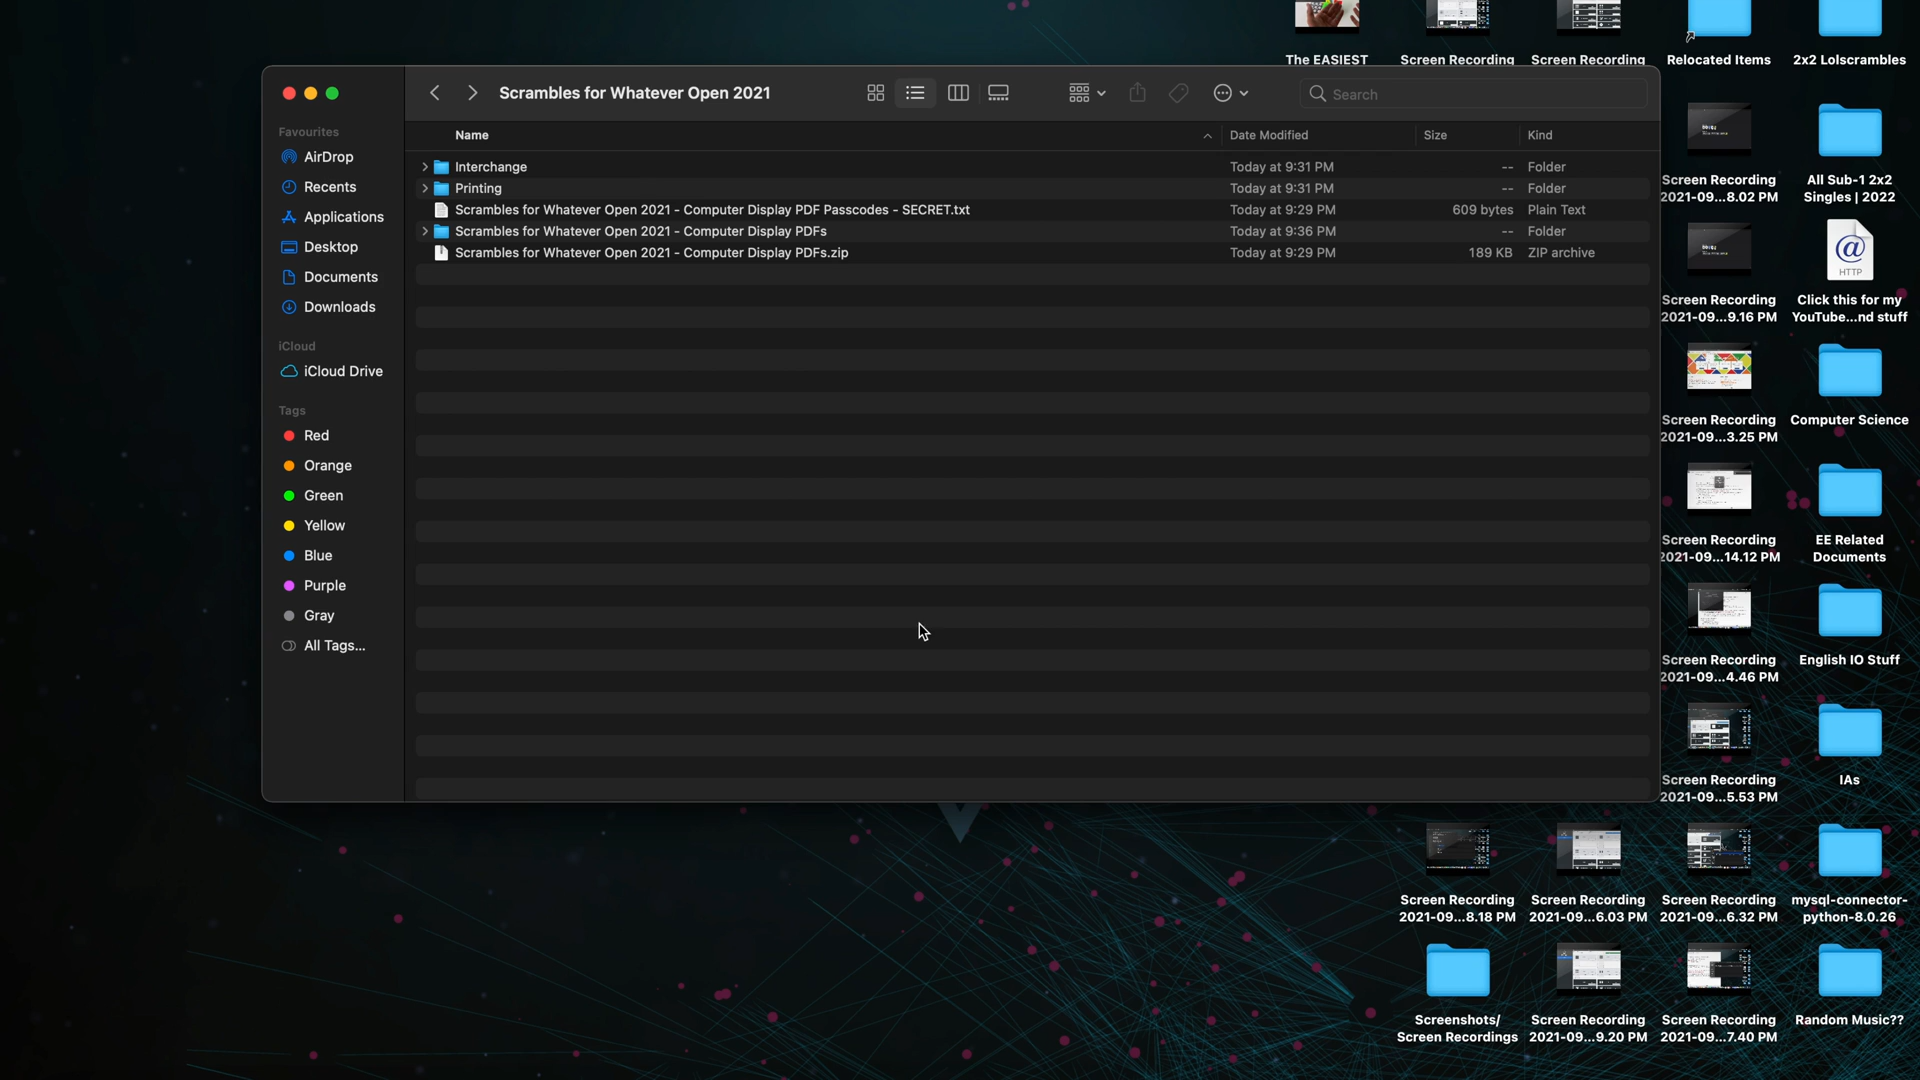 The EASIEST
Screen Recording
Screen Recording
Relocated Items
2x2 Lolscrambles
Scrambles for Whatever Open 2021
Search
Favourites
AirDrop
Recents
Applications
Desktop
Documents
Downloads
iCloud
iCloud Drive
Tags
Red
Orange
Green
Yellow
Blue
Purple
Gray
All Tags...
Name Date Modified Size Kind
Interchange Today at 9:31 PM -- Folder
Printing Today at 9:31 PM -- Folder
Scrambles for Whatever Open 2021 - Computer Display PDF Passcodes - SECRET.txt Today at 9:29 PM 609 bytes Plain Text
Scrambles for Whatever Open 2021 - Computer Display PDFs Today at 9:36 PM -- Folder
Scrambles for Whatever Open 2021 - Computer Display PDFs.zip Today at 9:29 PM 189 KB ZIP archive
Screen Recording
2021-09...8.02 PM
All Sub-1 2x2
Singles | 2022
HTTP
Screen Recording
2021-09...9.16 PM
Click this for my
YouTube...nd stuff
Screen Recording
2021-09...3.25 PM
Computer Science
Screen Recording
2021-09...14.12 PM
EE Related
Documents
Screen Recording
2021-09...4.46 PM
English IO Stuff
Screen Recording
2021-09...5.53 PM
IAs
Screen Recording
2021-09...8.18 PM
Screen Recording
2021-09...6.03 PM
Screen Recording
2021-09...6.32 PM
mysql-connector-
python-8.0.26
Screenshots/
Screen Recordings
Screen Recording
2021-09...9.20 PM
Screen Recording
2021-09...7.40 PM
Random Music??